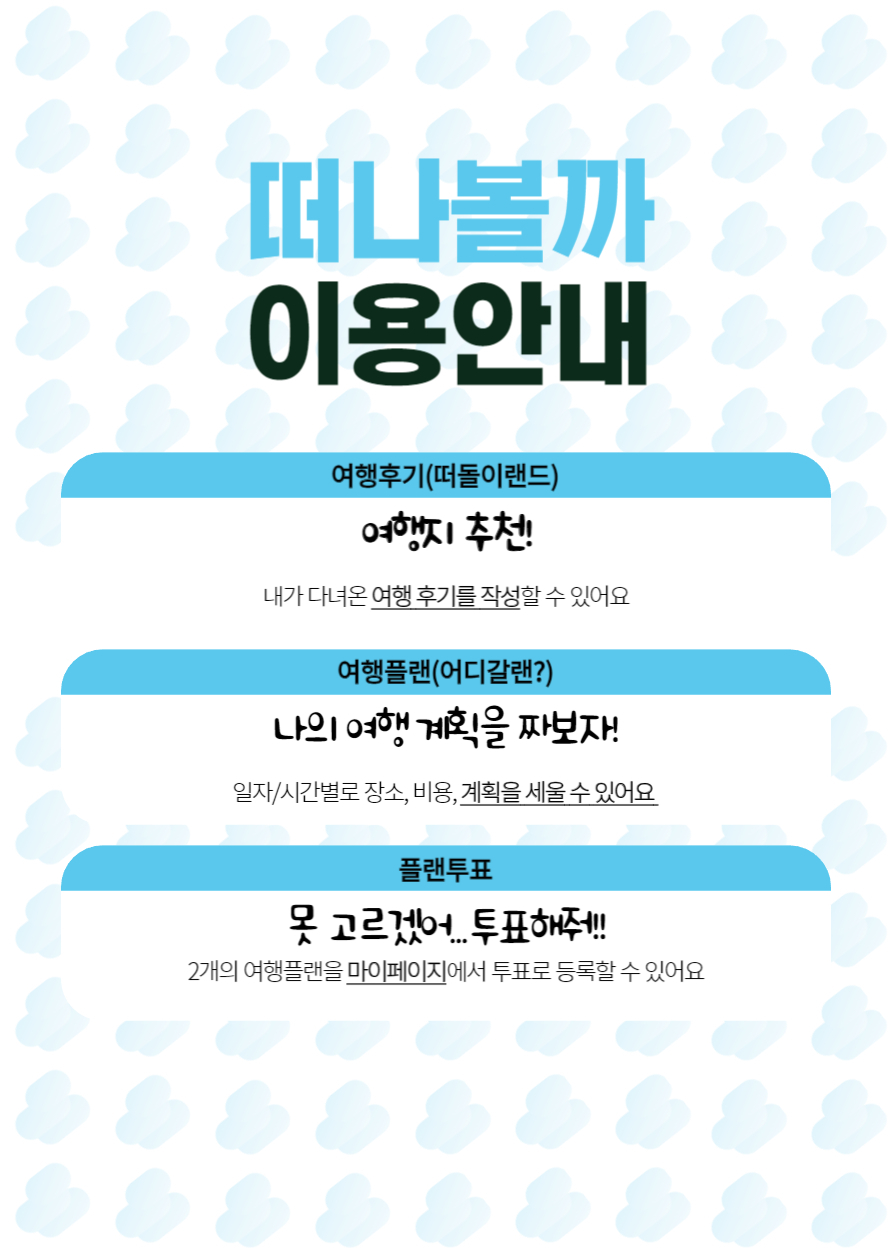 떠나볼까
이용안내
여행후기(떠돌이랜드)
여행지 추천!
내가 다녀온 여행 후기를 작성할 수 있어요
여행플랜(어디갈랜?)
나의 여행 계획을 짜보자!
일자/시간별로 장소, 비용, 계획을 세울 수 있어요
플랜투표
못 고르겠어... 투표해줘!!
2개의 여행플랜을 마이페이지에서 투표로 등록할 수 있어요